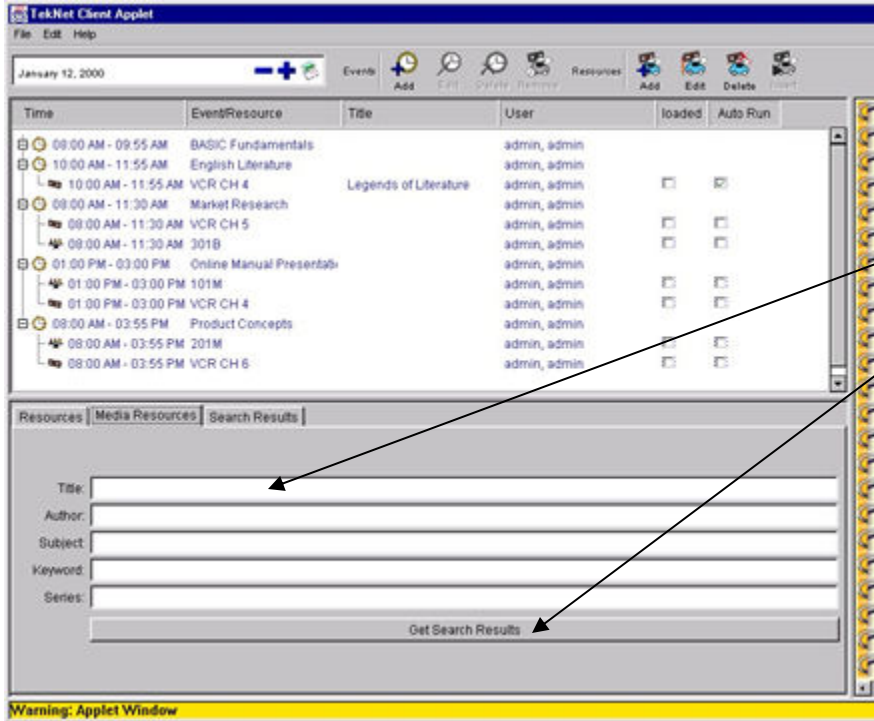 TekNet Client Applet
File Edit Help
January 12, 2000 Events Add Edit Delete Remove Resources Add Edit Delete Insert
Time Event/Resource Title User loaded Auto Run
08:00 AM - 09:55 AM BASIC Fundamentals admin, admin
10:00 AM - 11:55 AM English Literature admin, admin
10:00 AM - 11:55 AM VCR CH 4 Legends of Literature admin, admin
08:00 AM - 11:30 AM Market Research admin, admin
08:00 AM - 11:30 AM VCR CH 5 admin, admin
08:00 AM - 11:30 AM 301B admin, admin
01:00 PM - 03:00 PM Online Manual Presentati admin, admin
01:00 PM - 03:00 PM 101M admin, admin
01:00 PM - 03:00 PM VCR CH 4 admin, admin
08:00 AM - 03:55 PM Product Concepts admin, admin
08:00 AM - 03:55 PM 201M admin, admin
08:00 AM - 03:55 PM VCR CH 6 admin, admin
Resources Media Resources Search Results
Title:
Author:
Subject:
Keyword:
Series:
Get Search Results
Warning: Applet Window